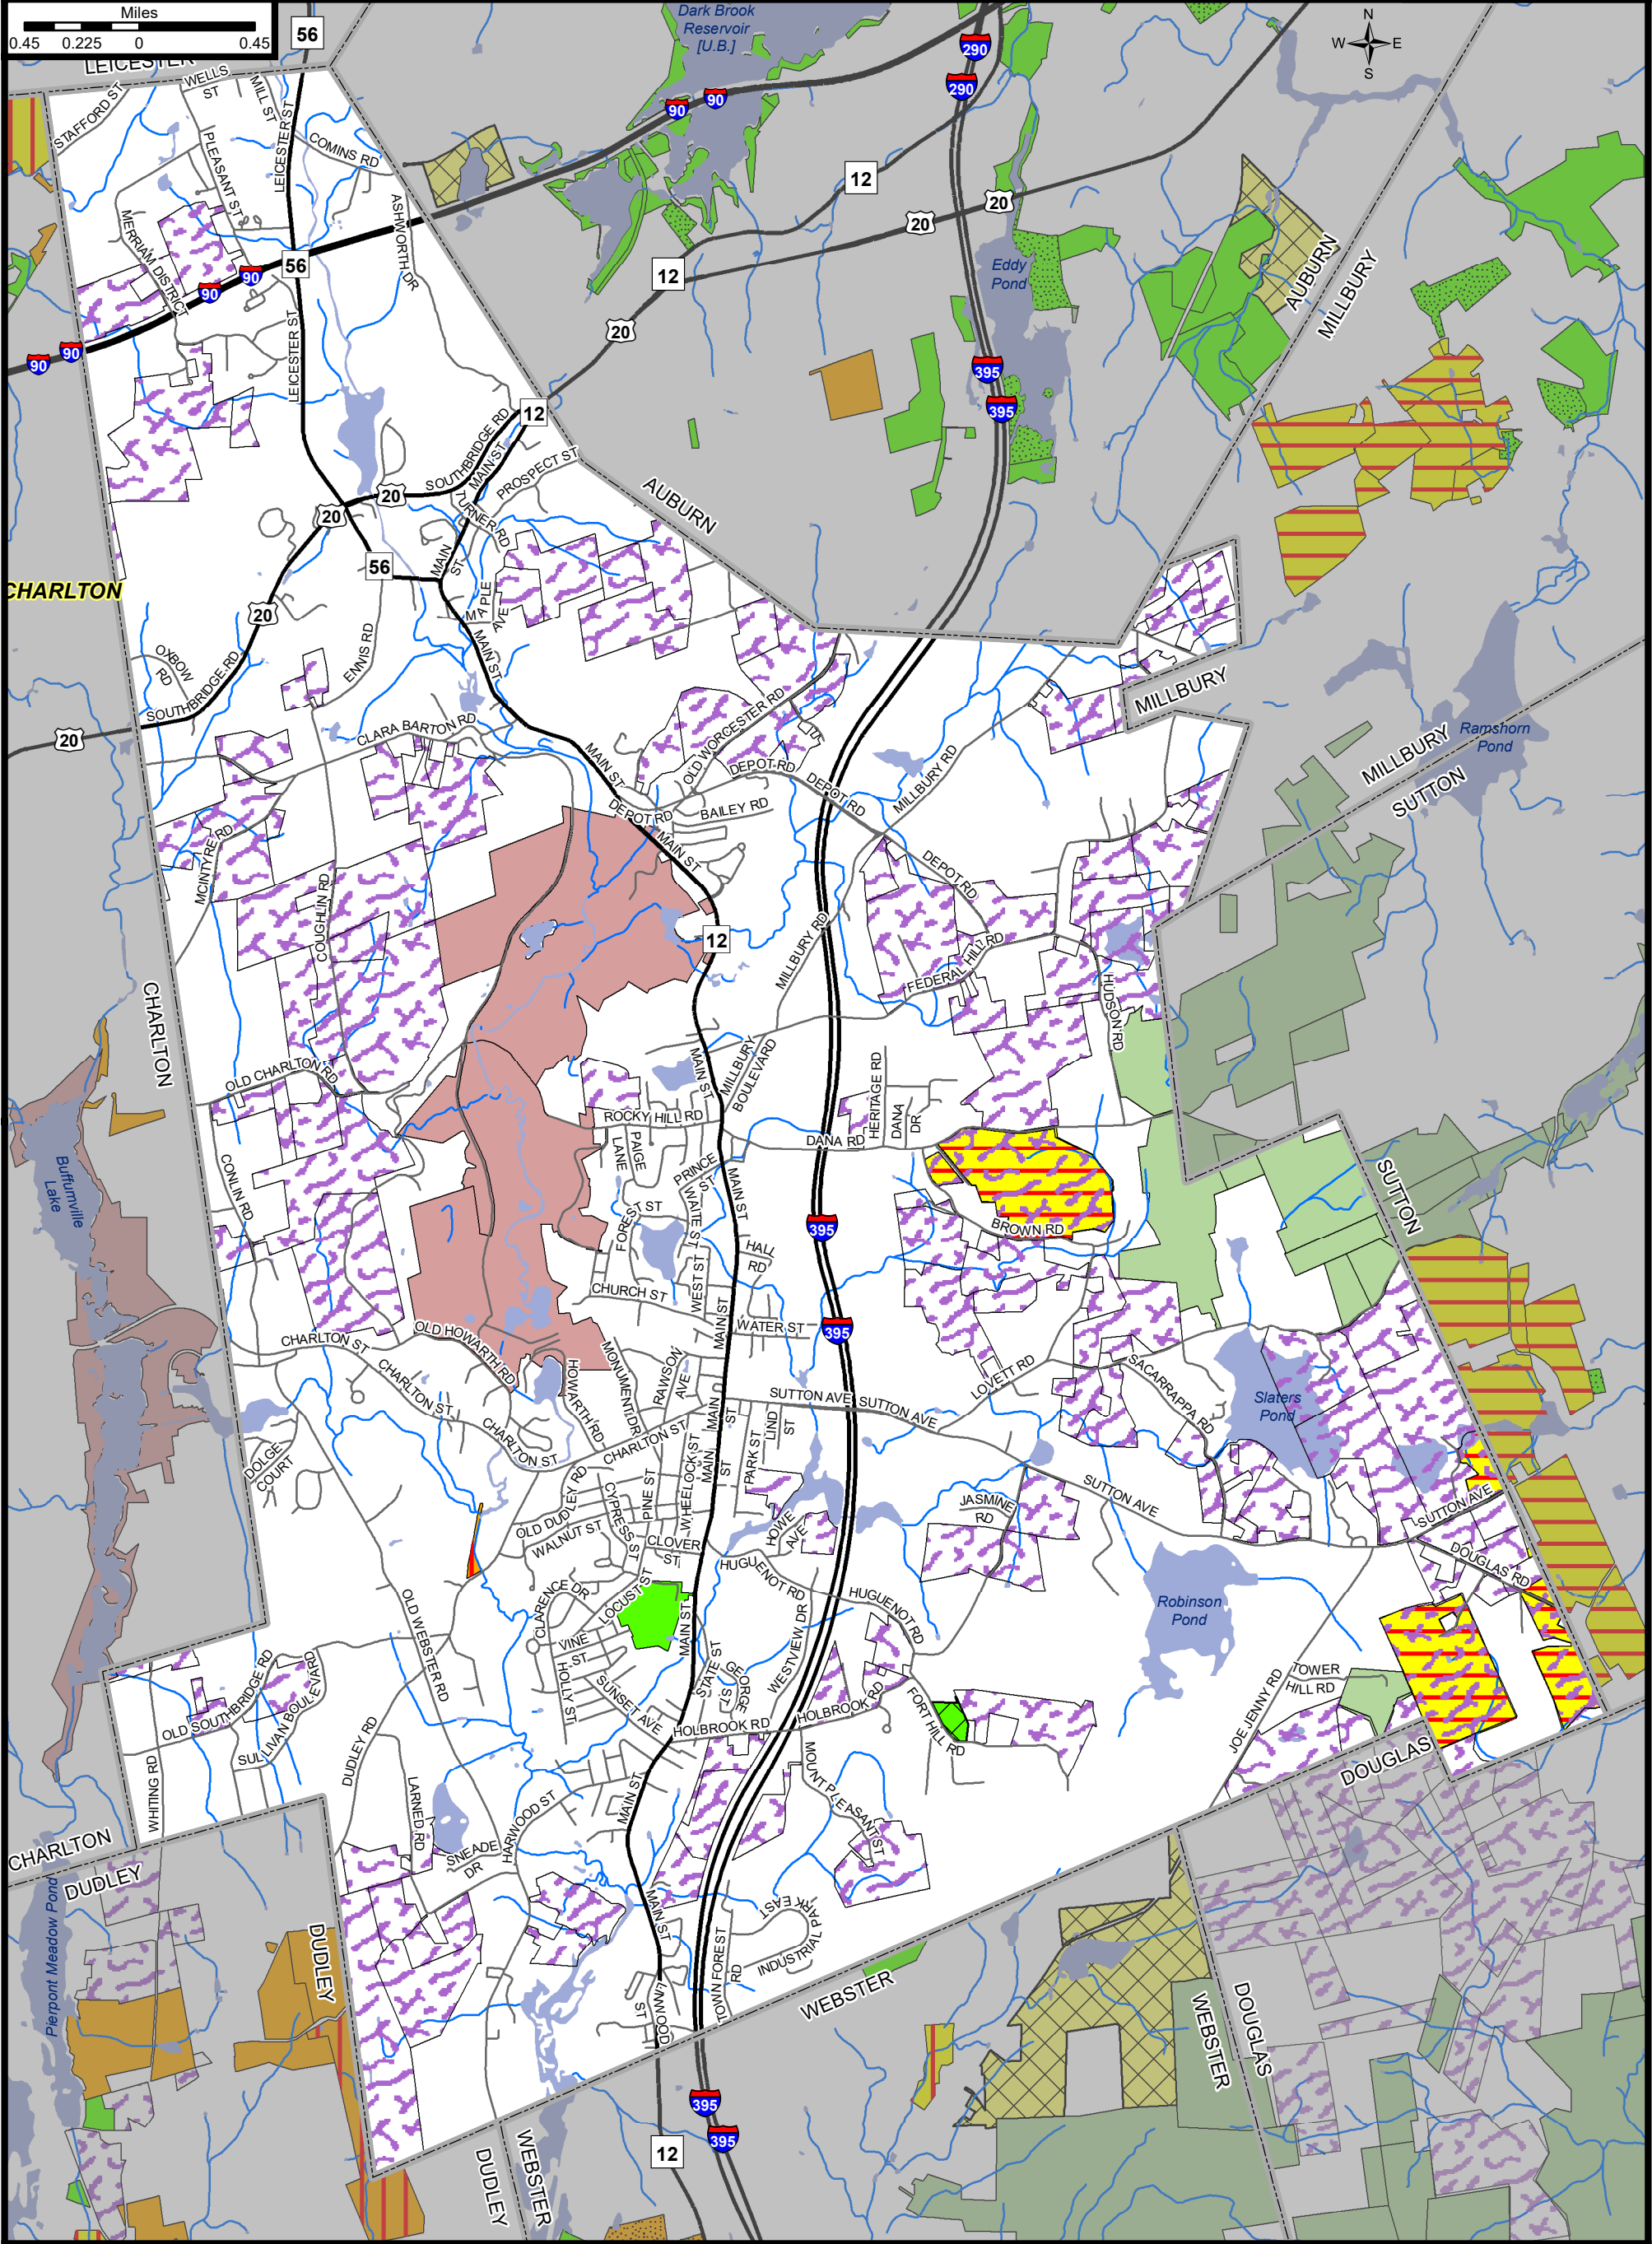 Miles
0.45 0.225 0 0.45
56
Dark Brook
Reservoir
[U.B.]
290
290
N
W E
S
LEICESTER
WELLS
ST
MILL ST
STAFFORD ST
LEICESTER ST
COMINS RD
PLEASANT ST
90
90
12
20
20
MERRIAM DISTRICT
ASHWORTH DR
56
90
90
90
90
12
20
Eddy
Pond
AUBURN
MILLBURY
LEICESTER ST
395
395
12
SOUTHBRIDGE RD
MAIN ST
PROSPECT ST
20
20
TURNER RD
AUBURN
MAIN
ST
56
CHARLTON
20
MAPLE
AVE
MAIN ST
ENNIS RD
OXBOW
RD
SOUTHBRIDGE RD
20
CLARA BARTON RD
MILLBURY
MILLBURY
SUTTON
Ramshorn
Pond
OLD WORCESTER RD
MAIN ST
DEPOT RD
DEPOT RD
MILLBURY RD
DEPOT RD
BAILEY RD
MAIN ST
MCINTYRE RD
COUGHLIN RD
DEPOT RD
12
MILLBURY RD
FEDERAL HILL RD
HUDSON RD
CHARLTON
OLD CHARLTON RD
MAIN ST
MILLBURY
BOULEVARD
HERITAGE RD
DANA
DR
ROCKY HILL RD
DANA RD
PAIGE
LANE
PRINCE
ST
MAIN ST
Buffumville
Lake
CONLIN RD
SUTTON
FOREST ST
WAITE ST
WEST ST
HALL
RD
395
BROWN RD
CHURCH ST
MAIN ST
WATER ST
395
CHARLTON ST
OLD HOWARTH RD
CHARLTON ST
HOWARTH RD
MONUMENT DR
RAWSON
AVE
LOVETT RD
SACARRAPPA RD
Slaters
Pond
SUTTON AVE
SUTTON AVE
MAIN
ST
LIND
ST
CHARLTON ST
CHARLTON ST
DOLGE
COURT
PARK ST
MAIN
ST
WHEELOCK ST
PINE ST
CYPRESS ST
OLD DUDLEY RD
WALNUT ST
CLOVER
ST
HOWE
AVE
JASMINE
RD
SUTTON AVE
SUTTON AVE
DOUGLAS RD
HUGUENOT RD
HUGUENOT RD
CLARENCE DR
LOCUST ST
VINE
ST
HOLLY ST
SUNSET AVE
MAIN ST
STATE ST
GEORGE
ST
WESTVIEW DR
Robinson
Pond
OLD WEBSTER RD
OLD SOUTHBRIDGE RD
SULLIVAN BOULEVARD
HOLBROOK RD
HOLBROOK RD
FORT HILL RD
TOWER
HILL RD
JOE JENNY RD
DOUGLAS
WHITING RD
DUDLEY RD
LARNED RD
MAIN ST
MOUNT PLEASANT ST
HARWOOD ST
SNEADE
DR
CHARLTON
DUDLEY
Pierpont Meadow Pond
DUDLEY
MAIN ST
INDUSTRIAL PARK EAST
TOWN FOREST
RD
LINWOOD
ST
WEBSTER
WEBSTER
DOUGLAS
395
395
12
DUDLEY
WEBSTER